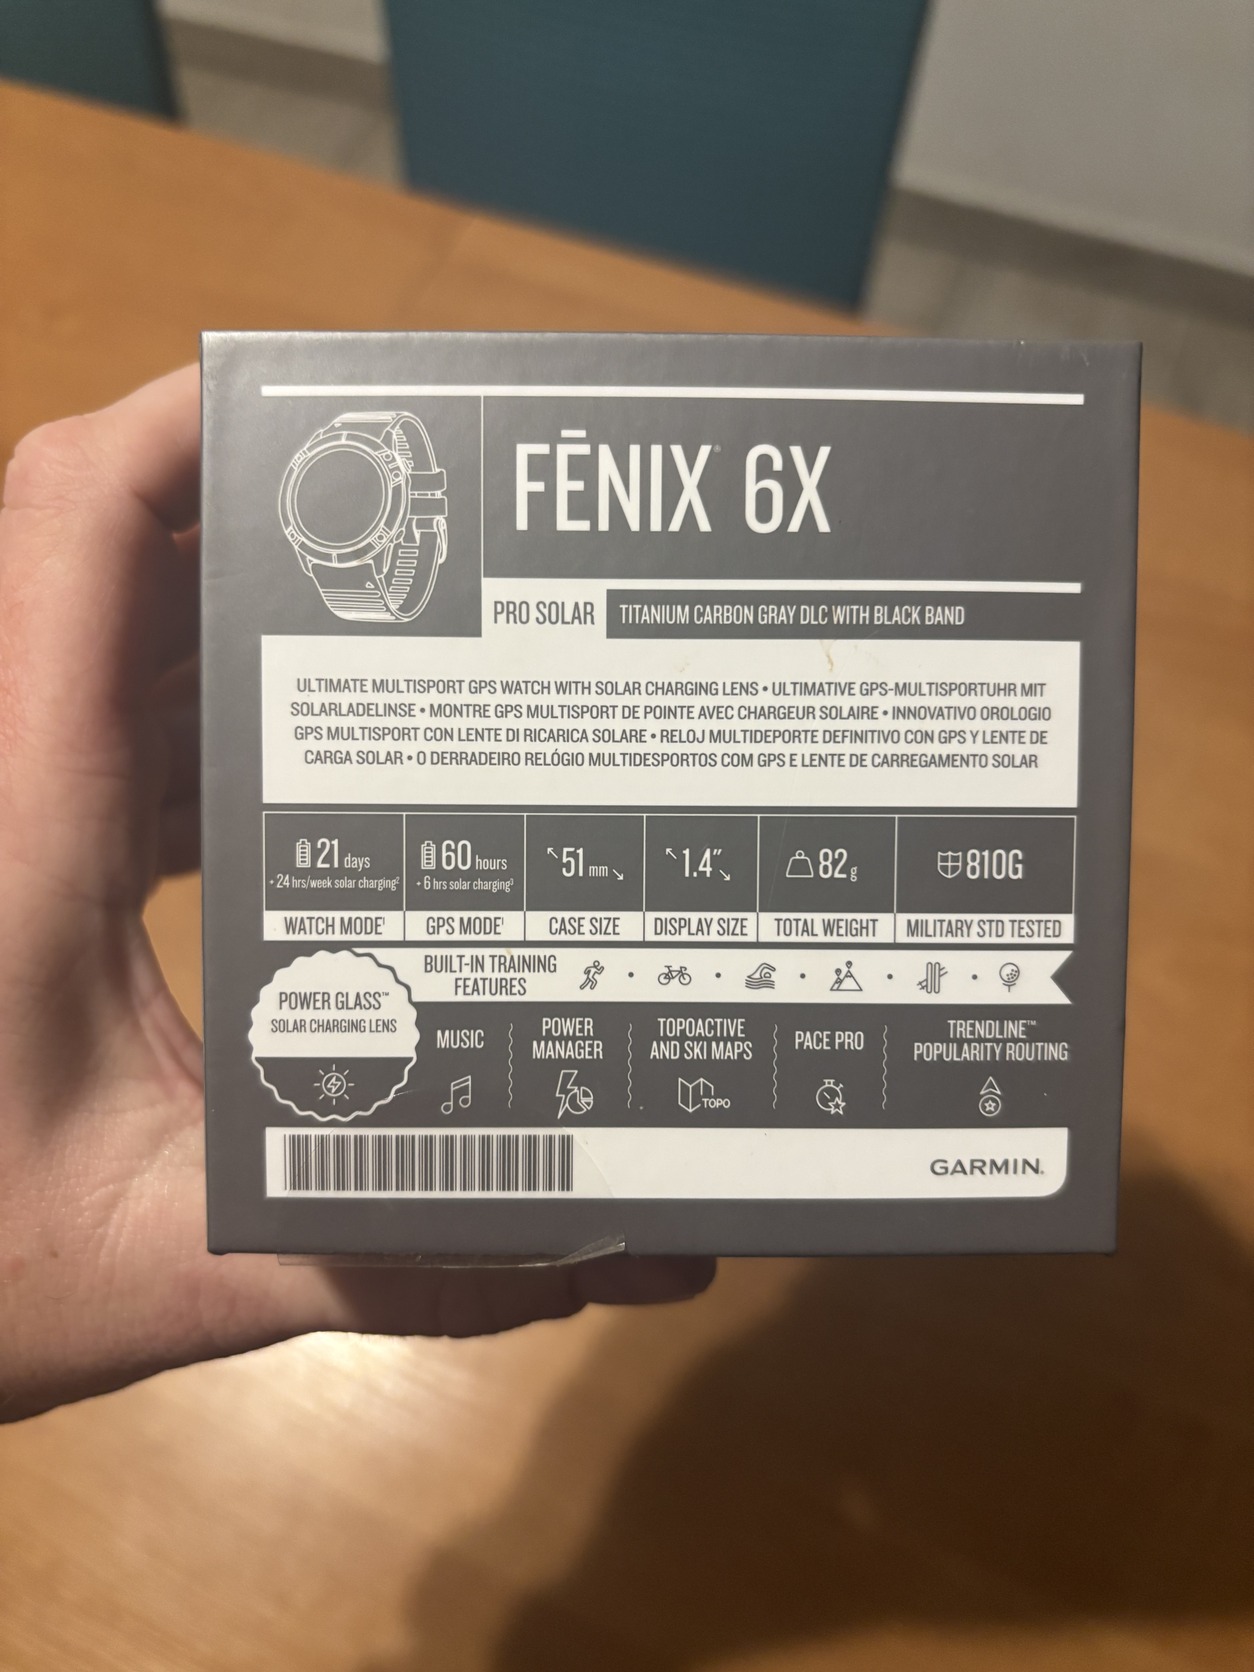 FĒNIX® 6X
PRO SOLAR
TITANIUM CARBON GRAY DLC WITH BLACK BAND
ULTIMATE MULTISPORT GPS WATCH WITH SOLAR CHARGING LENS • ULTIMATIVE GPS-MULTISPORTUHR MIT
SOLARLADELINSE • MONTRE GPS MULTISPORT DE POINTE AVEC CHARGEUR SOLAIRE • INNOVATIVO OROLOGIO
GPS MULTISPORT CON LENTE DI RICARICA SOLARE • RELOJ MULTIDEPORTE DEFINITIVO CON GPS Y LENTE DE
CARGA SOLAR • O DERRADEIRO RELÓGIO MULTIDESPORTOS COM GPS E LENTE DE CARREGAMENTO SOLAR
21 days
+ 24 hrs/week solar charging²
WATCH MODE¹
60 hours
+ 6 hrs solar charging³
GPS MODE¹
51 mm
CASE SIZE
1.4″
DISPLAY SIZE
82 g
TOTAL WEIGHT
810G
MILITARY STD TESTED
BUILT-IN TRAINING
FEATURES
POWER GLASS™
SOLAR CHARGING LENS
MUSIC
POWER
MANAGER
TOPOACTIVE
AND SKI MAPS
TOPO
PACE PRO
TRENDLINE™
POPULARITY ROUTING
GARMIN.